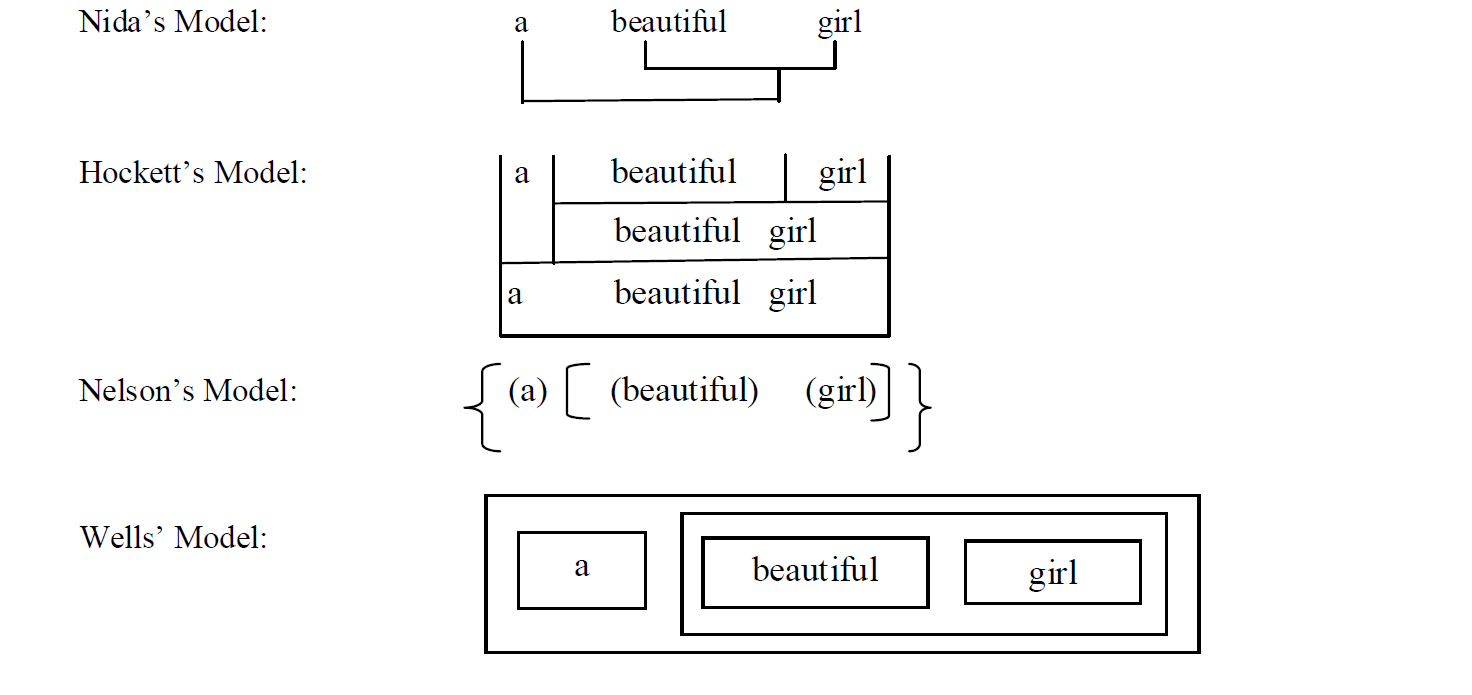 Nida’s Model: a beautiful girl
Hockett’s Model: a beautiful girl
beautiful girl
a beautiful girl
Nelson’s Model: (a) [ (beautiful) (girl) ]
Wells’ Model: a beautiful girl